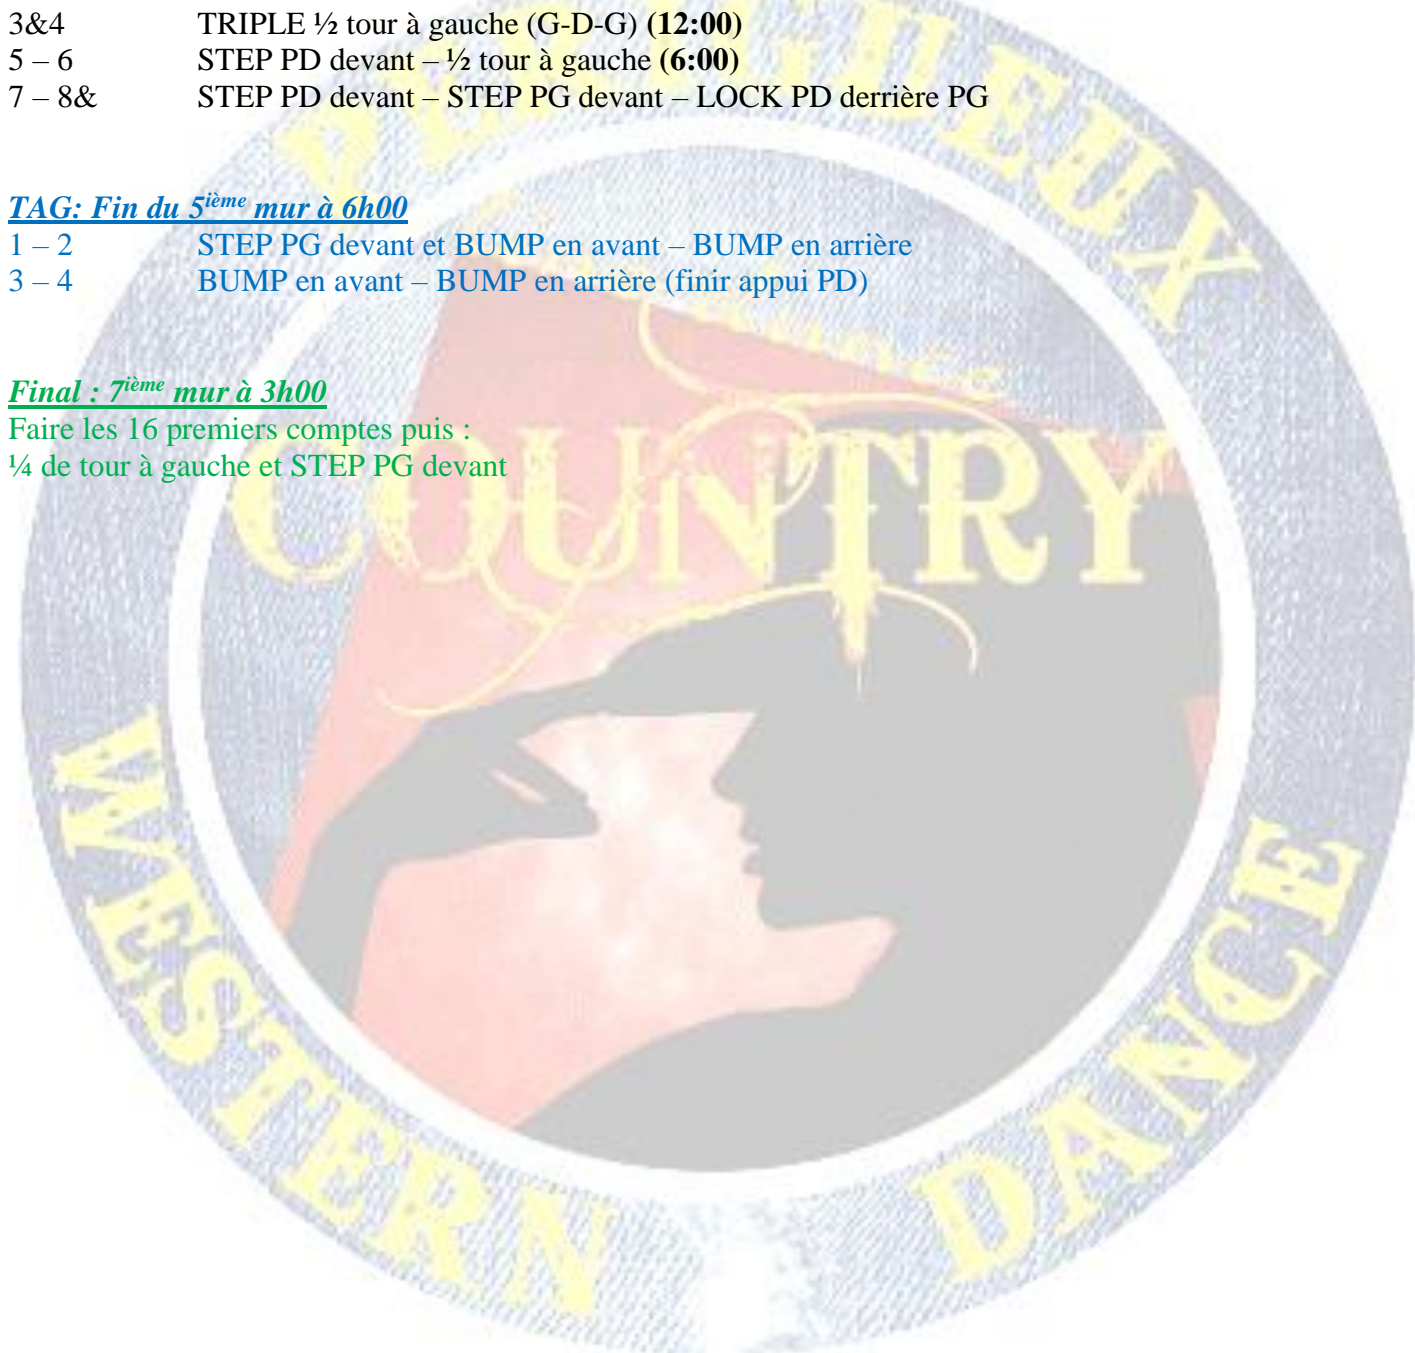 3&4 TRIPLE ½ tour à gauche (G-D-G) (12:00)
5 – 6 STEP PD devant – ½ tour à gauche (6:00)
7 – 8& STEP PD devant – STEP PG devant – LOCK PD derrière PG
TAG: Fin du 5ième mur à 6h00
1 – 2 STEP PG devant et BUMP en avant – BUMP en arrière
3 – 4 BUMP en avant – BUMP en arrière (finir appui PD)
Final : 7ième mur à 3h00
Faire les 16 premiers comptes puis :
¼ de tour à gauche et STEP PG devant
COUNTRY
WESTERN DANCE